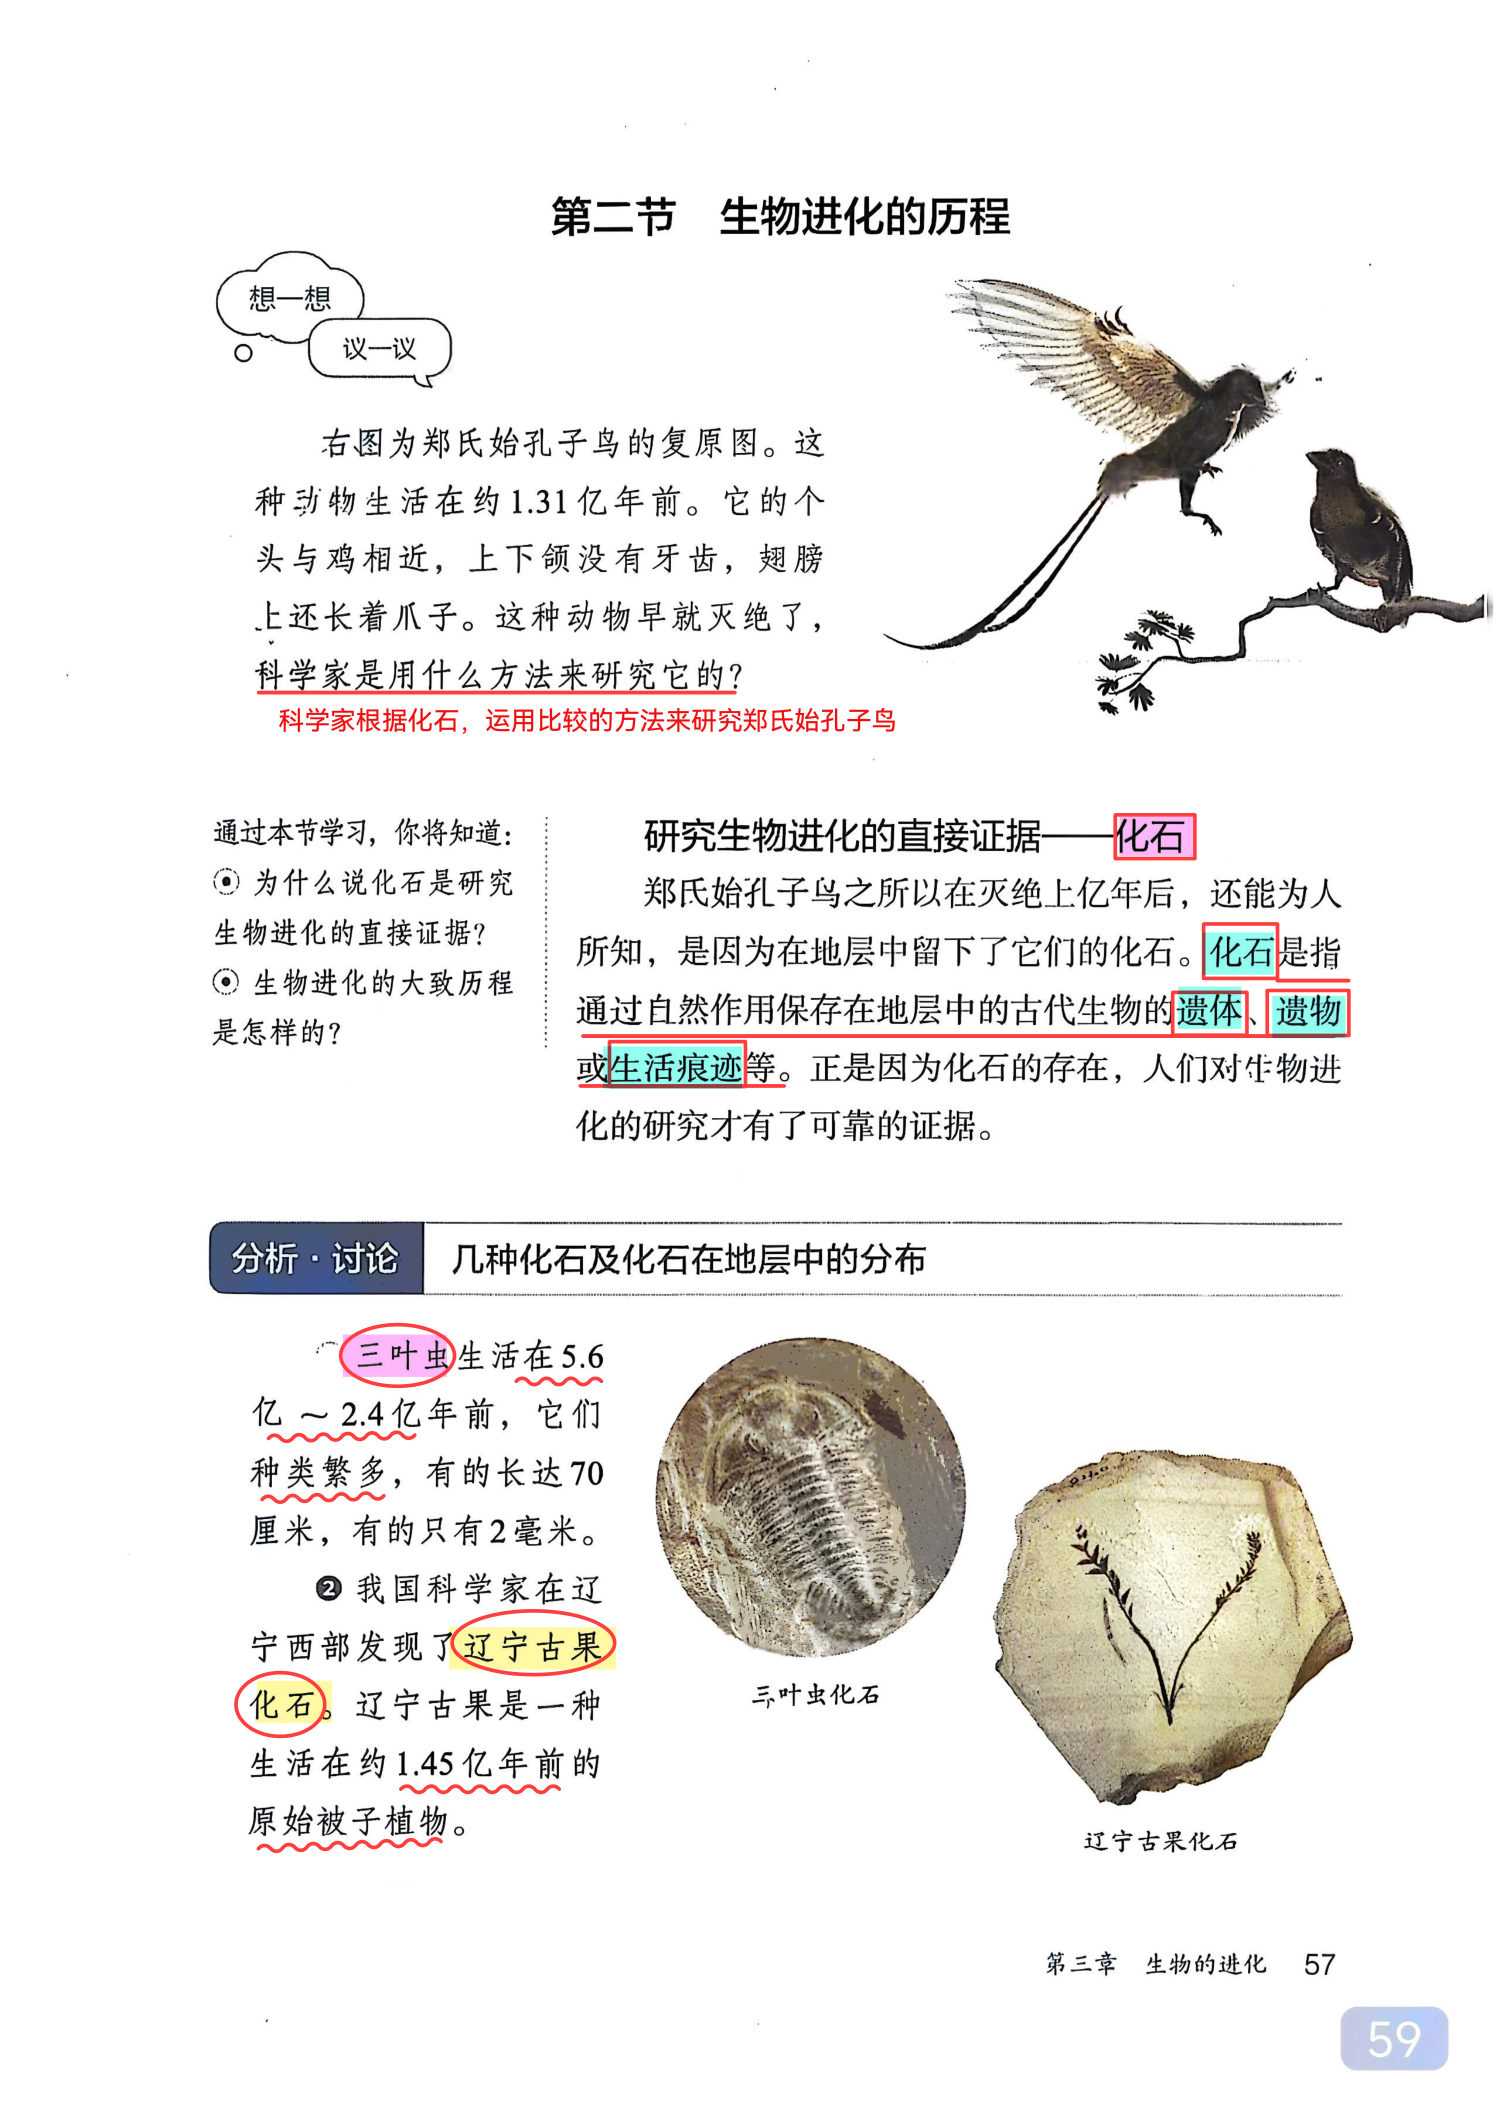 第二节 生物进化的历程
想一想
议一议
右图为郑氏始孔子鸟的复原图。这
种动物生活在约1.31亿年前。它的个
头与鸡相近，上下颌没有牙齿，翅膀
上还长着爪子。这种动物早就灭绝了，
科学家是用什么方法来研究它的？
科学家根据化石，运用比较的方法来研究郑氏始孔子鸟
通过本节学习，你将知道：
为什么说化石是研究
生物进化的直接证据？
生物进化的大致历程
是怎样的？
研究生物进化的直接证据——化石
郑氏始孔子鸟之所以在灭绝上亿年后，还能为人
所知，是因为在地层中留下了它们的化石。化石是指
通过自然作用保存在地层中的古代生物的遗体、遗物
或生活痕迹等。正是因为化石的存在，人们对生物进
化的研究才有了可靠的证据。
分析·讨论 几种化石及化石在地层中的分布
三叶虫生活在5.6
亿～2.4亿年前，它们
种类繁多，有的长达70
厘米，有的只有2毫米。
❷ 我国科学家在辽
宁西部发现了辽宁古果
化石。辽宁古果是一种
生活在约1.45亿年前的
原始被子植物。
三叶虫化石
辽宁古果化石
第三章 生物的进化 57
59